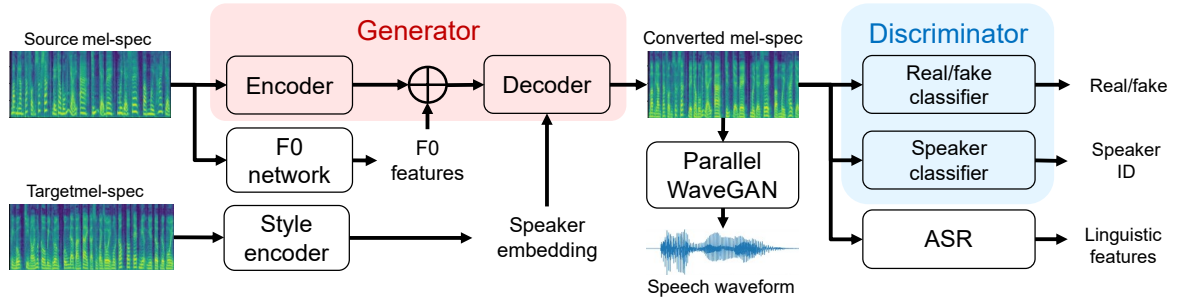 Generator
Discriminator
Source mel-spec
Converted mel-spec
Encoder
Decoder
Real/fake
classifier
Real/fake
F0
network
F0
features
Parallel
WaveGAN
Speaker
classifier
Speaker
ID
Targetmel-spec
Style
encoder
Speaker
embedding
ASR
Linguistic
features
Speech waveform